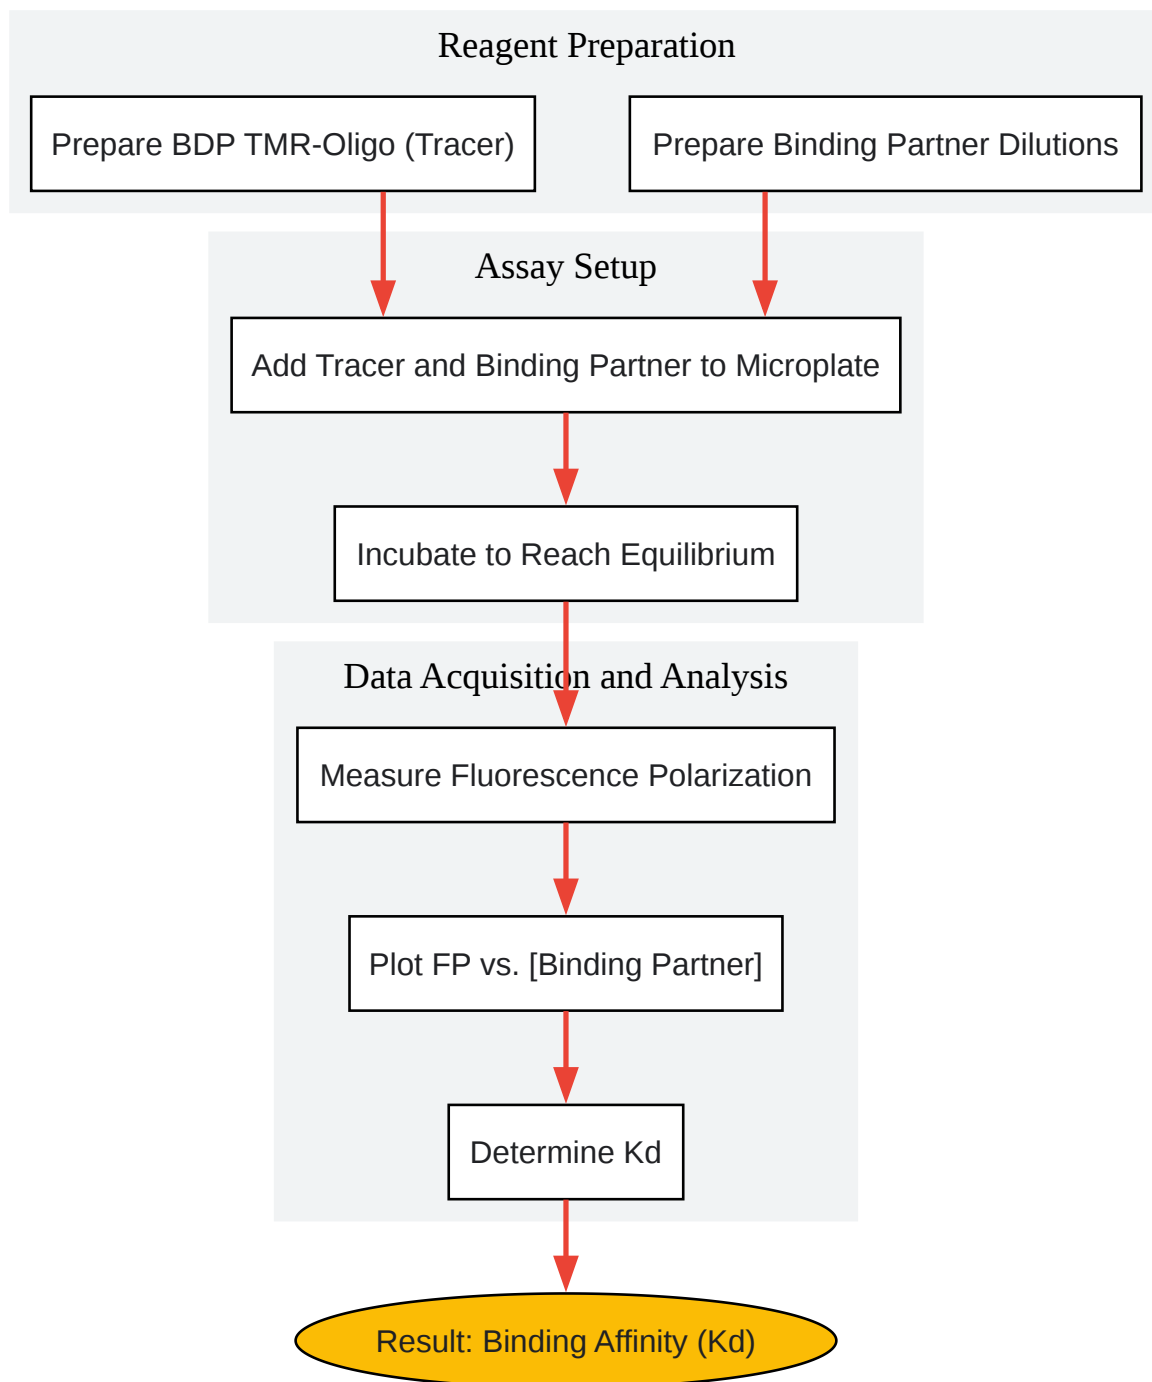 Reagent Preparation
Prepare BDP TMR-Oligo (Tracer)
Prepare Binding Partner Dilutions
Assay Setup
Add Tracer and Binding Partner to Microplate
Incubate to Reach Equilibrium
Data Acquisition and Analysis
Measure Fluorescence Polarization
Plot FP vs. [Binding Partner]
Determine Kd
Result: Binding Affinity (Kd)